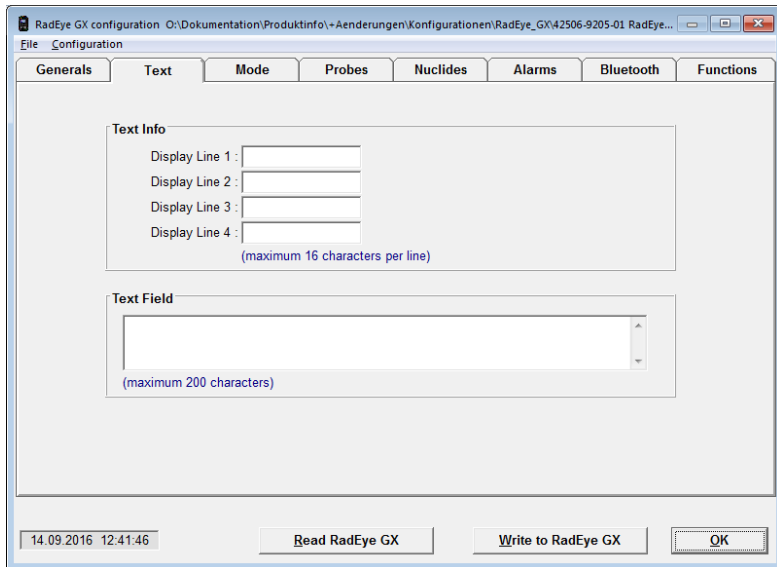 RadEye GX configuration O:\Dokumentation\Produktinfo\+Aenderungen\Konfigurationen\RadEye_GX\42506-9205-01 RadEye...
File Configuration
Generals Text Mode Probes Nuclides Alarms Bluetooth Functions
Text Info
Display Line 1 :
Display Line 2 :
Display Line 3 :
Display Line 4 :
(maximum 16 characters per line)
Text Field
(maximum 200 characters)
14.09.2016 12:41:46 Read RadEye GX Write to RadEye GX OK